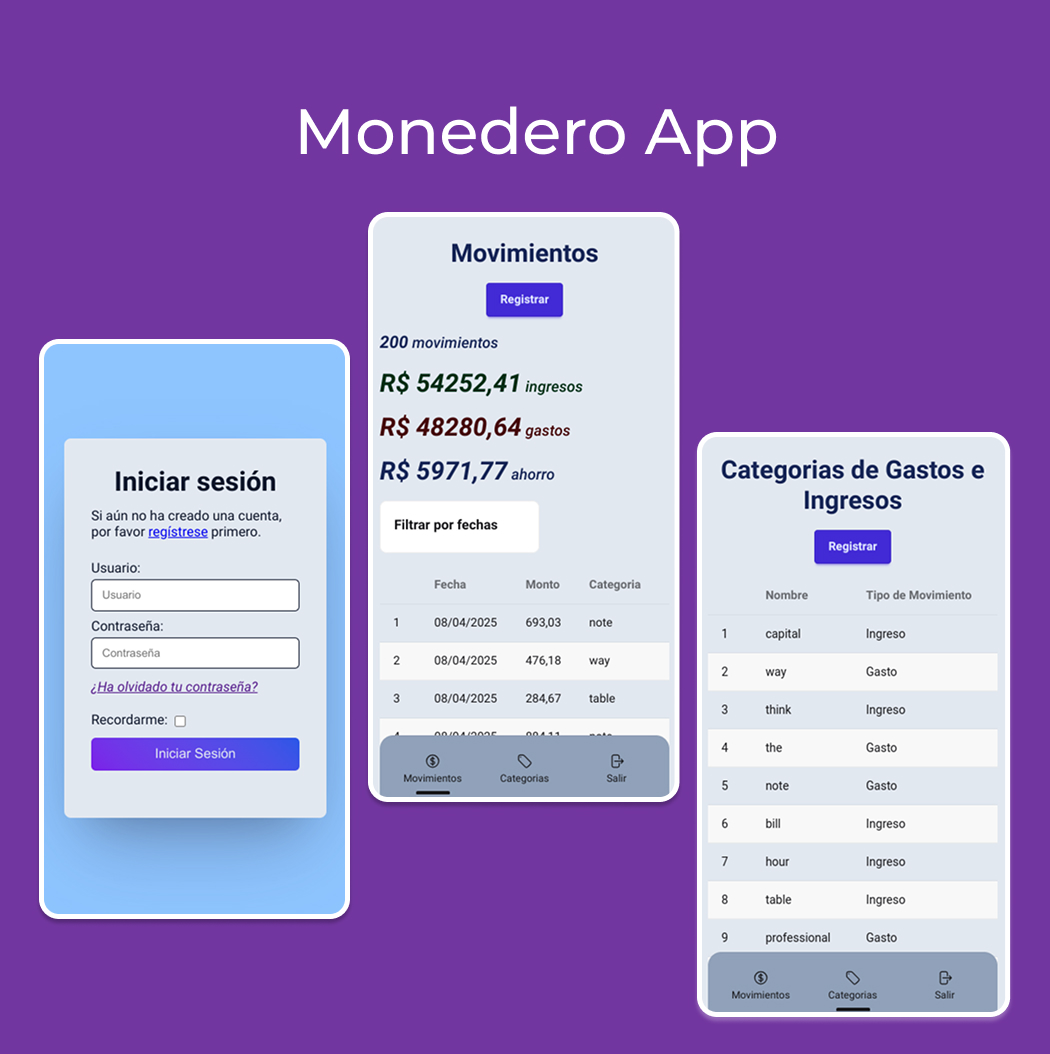 Monedero App
Iniciar sesión
Si aún no ha creado una cuenta,
por favor regístrese primero.
Usuario:
Usuario
Contraseña:
Contraseña
¿Ha olvidado tu contraseña?
Recordarme:
Iniciar Sesión
Movimientos
Registrar
200 movimientos
R$ 54252,41 ingresos
R$ 48280,64 gastos
R$ 5971,77 ahorro
Filtrar por fechas
Fecha Monto Categoria
1 08/04/2025 693,03 note
2 08/04/2025 476,18 way
3 08/04/2025 284,67 table
Movimientos Categorias Salir
Categorias de Gastos e
Ingresos
Registrar
Nombre Tipo de Movimiento
1 capital Ingreso
2 way Gasto
3 think Ingreso
4 the Gasto
5 note Gasto
6 bill Ingreso
7 hour Ingreso
8 table Ingreso
9 professional Gasto
Movimientos Categorias Salir